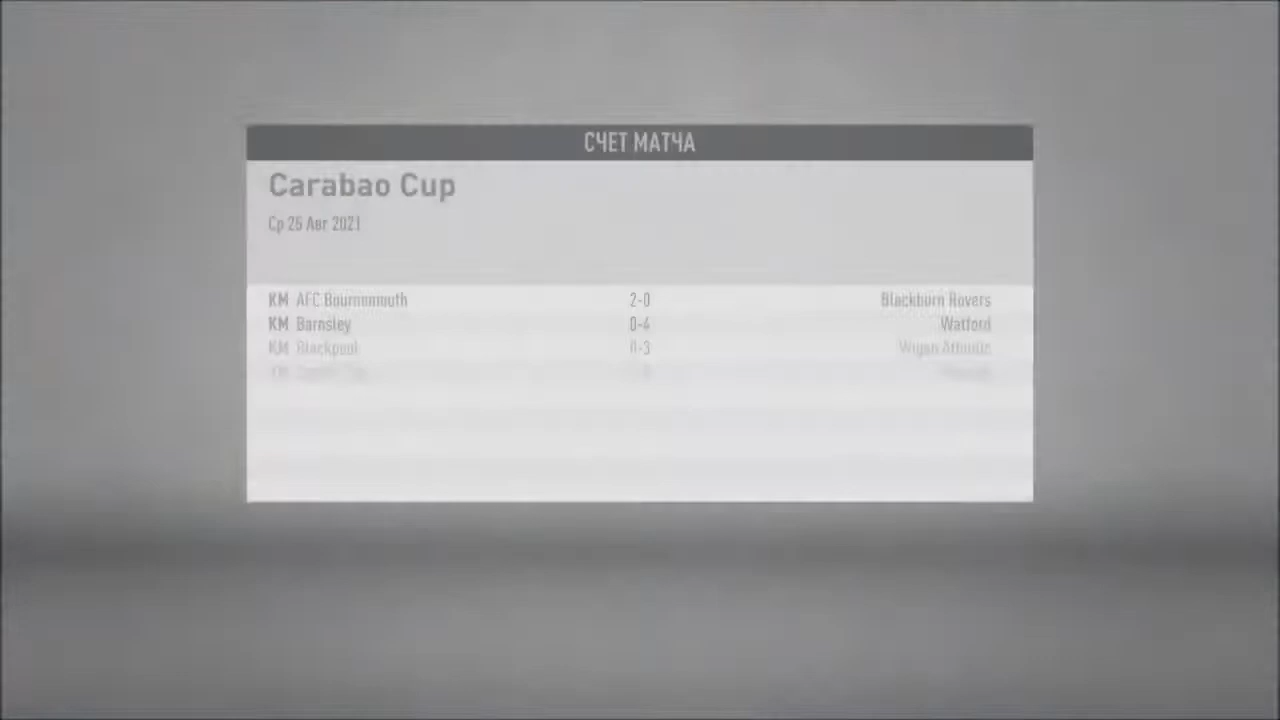 СЧЕТ МАТЧА
Carabao Cup
Ср 25 Авг 2021
КМ AFC Bournemouth 2-0 Blackburn Rovers
КМ Barnsley 0-4 Watford
КМ Blackpool 0-3 Wigan Athletic